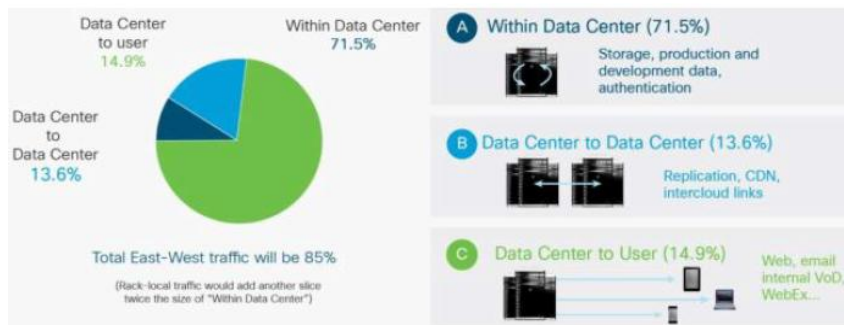 Data Center
to user
14.9%
Within Data Center
71.5%
Data Center
to
Data Center
13.6%
Total East-West traffic will be 85%
(Rack-local traffic would add another slice
twice the size of "Within Data Center")
A Within Data Center (71.5%)
Storage, production and
development data,
authentication
B Data Center to Data Center (13.6%)
Replication, CDN,
intercloud links
C Data Center to User (14.9%)
Web, email
internal VoD,
WebEx...